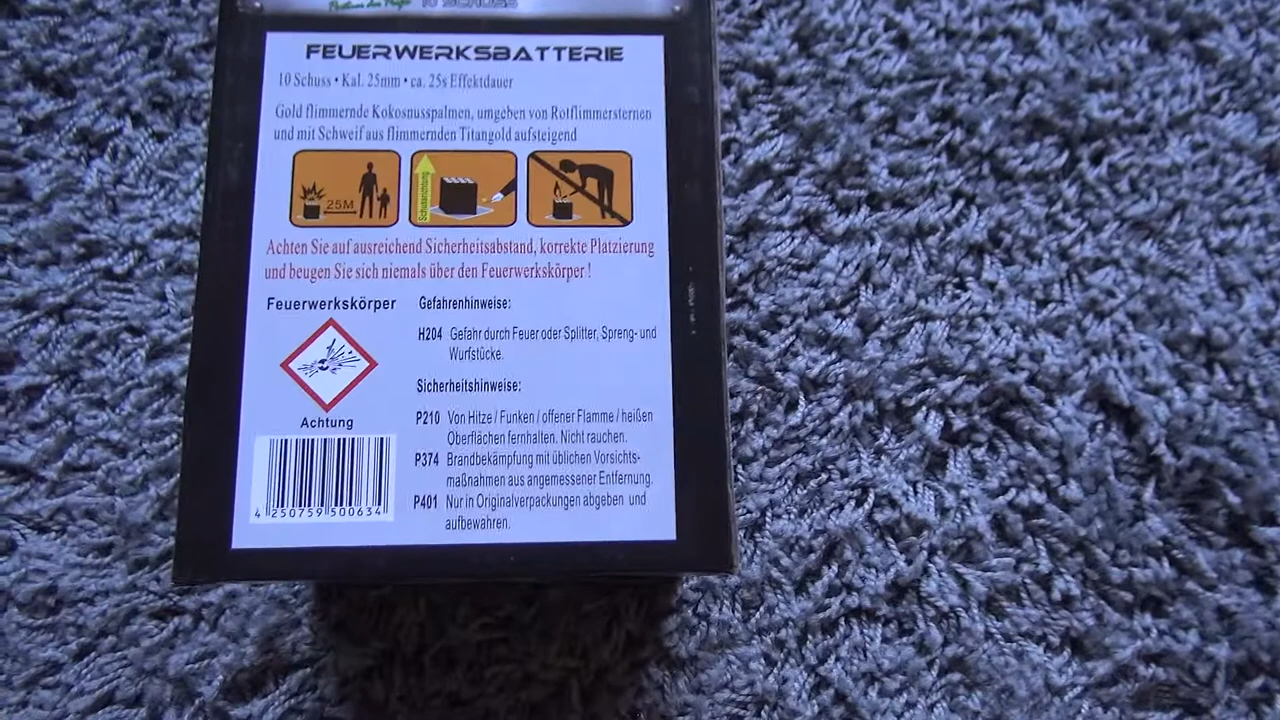 10 SCHUSS
FEUERWERKSBATTERIE
10 Schuss • Kal. 25mm • ca. 25s Effektdauer
Gold flimmernde Kokosnusspalmen, umgeben von Rotflimmersternen
und mit Schweif aus flimmernden Titangold aufsteigend
25M
Schussrichtung
Achten Sie auf ausreichend Sicherheitsabstand, korrekte Platzierung
und beugen Sie sich niemals über den Feuerwerkskörper !
Feuerwerkskörper
Achtung
4 250759 500634
Gefahrenhinweise:
H204 Gefahr durch Feuer oder Splitter, Spreng- und
Wurfstücke.
Sicherheitshinweise:
P210 Von Hitze / Funken / offener Flamme / heißen
Oberflächen fernhalten. Nicht rauchen.
P374 Brandbekämpfung mit üblichen Vorsichts-
maßnahmen aus angemessener Entfernung.
P401 Nur in Originalverpackungen abgeben und
aufbewahren.